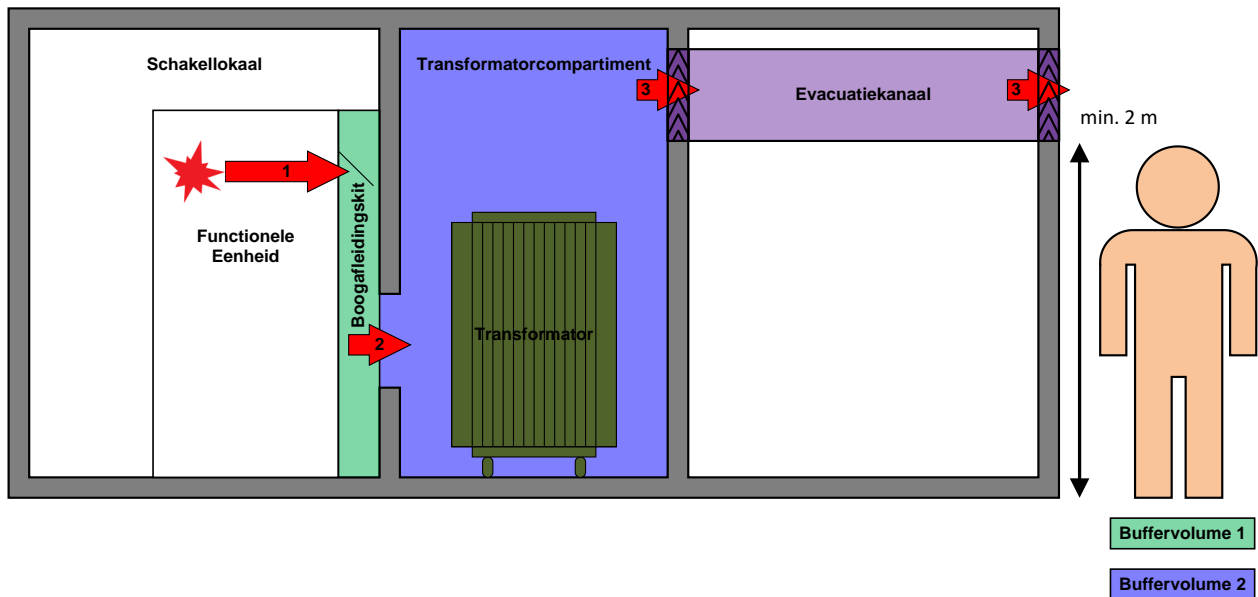 Schakellokaal
Transformatorcompartiment
3
Evacuatiekanaal
3
min. 2 m
1
Functionele
Eenheid
Boogafleidingskit
2
Transformator
Buffervolume 1
Buffervolume 2